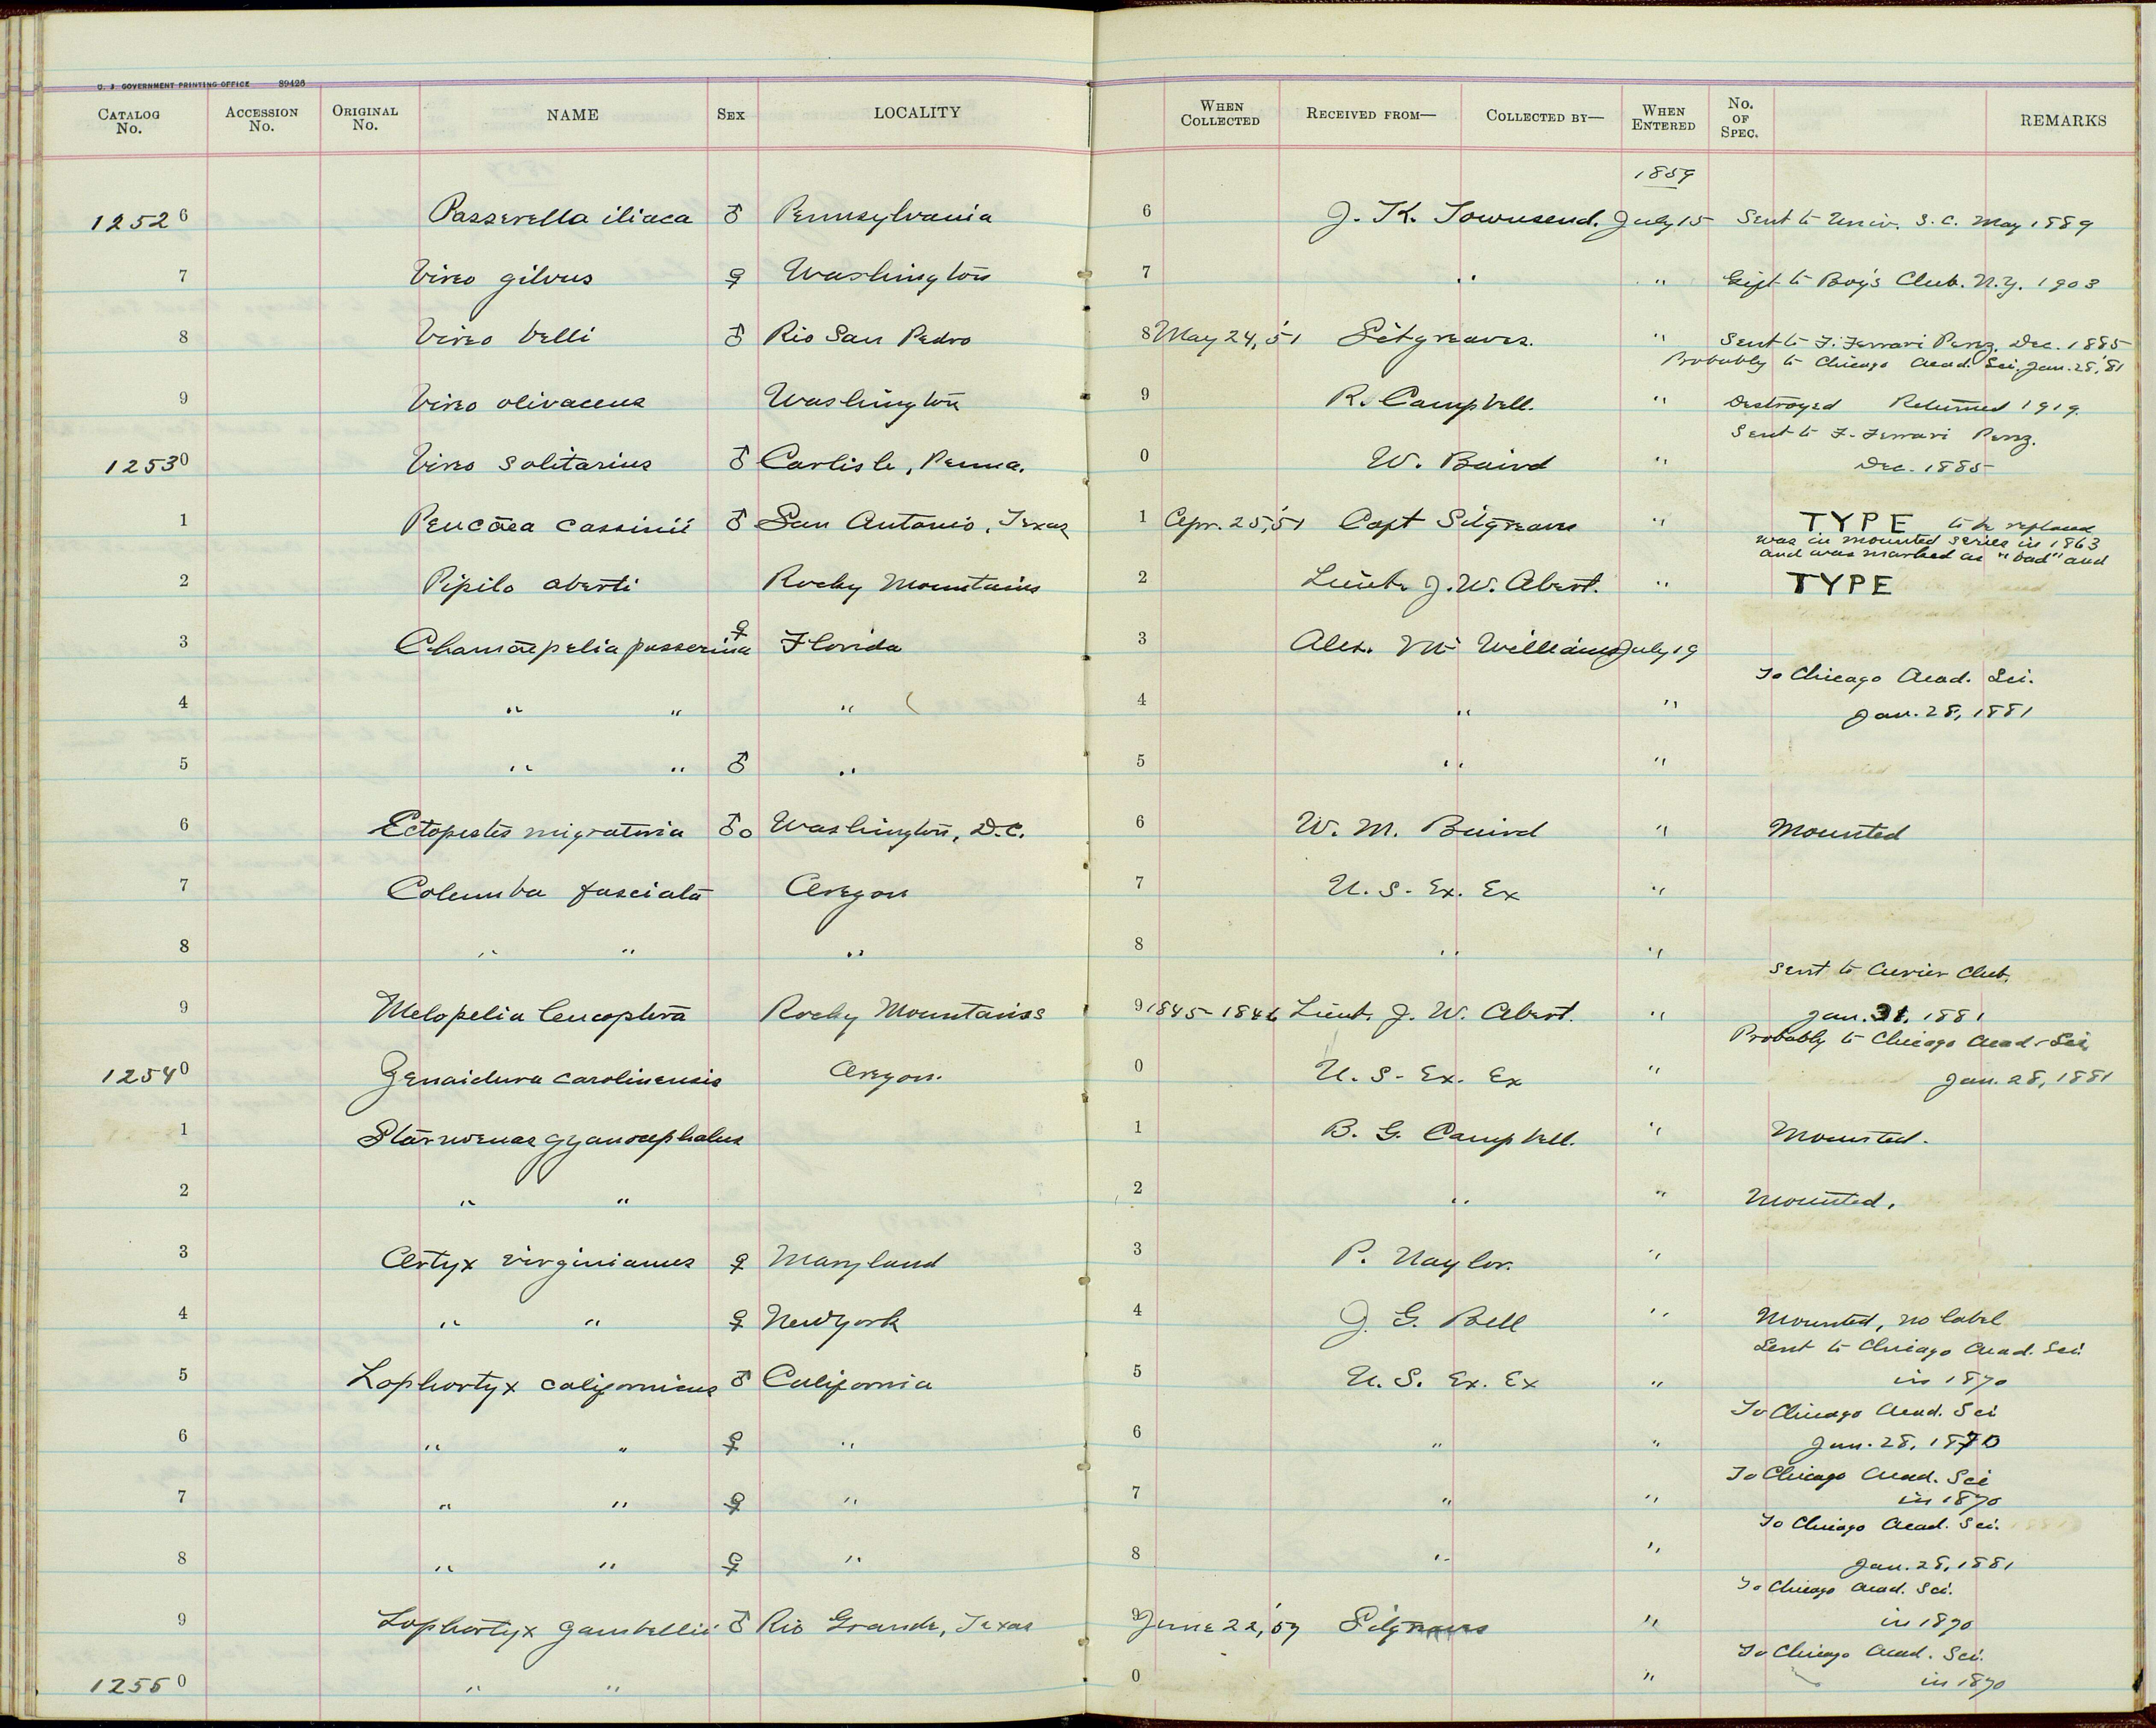 U. S. GOVERNMENT PRINTING OFFICE 89426
CATALOG No. ACCESSION No. ORIGINAL No. NAME SEX LOCALITY WHEN COLLECTED RECEIVED FROM— COLLECTED BY— WHEN ENTERED No. OF SPEC. REMARKS
1859
12526 Passerella iliaca ♂ Pennsylvania 6 J. K. Townsend. July 15 Sent to Univ. S. C. May 1889
7 Vireo gilvus ♀ Washington 7 " " Gift to Boy's Club. N.Y. 1903
8 Vireo belli ♂ Rio San Pedro 8 May 24, '51 Sitgreaves. " Sent to F. Ferrari Perez. Dec. 1885
Probably to Chicago Acad. Sci. Jan. 28, '81
9 Vireo olivaceus Washington 9 R. Campbell. " Destroyed Returned 1919.
Sent to F. Ferrari Perez.
12530 Vireo solitarius ♂ Carlisle, Penna. 0 W. Baird " Dec. 1885
1 Peucaea cassinii ♂ San Antonio, Texas 1 Apr. 25, '51 Capt Sitgreaves " TYPE to be replaced
was in mounted series in 1863
and was marked as "bad" and
2 Pipilo aberti Rocky Mountains 2 Lieut. J. W. Abert. " TYPE
3 Chamaepelia passerina ♀ Florida 3 Alex. Mc Williams July 19
To Chicago Acad. Sci.
4 " " " 4 " " Jan. 28, 1881
5 " " ♂ " 5 " "
6 Ectopistes migratoria ♂o Washington, D.C. 6 W. M. Baird " Mounted
7 Columba fasciata Oregon 7 U. S. Ex. Ex "
8 " " " 8 " "
Sent to Cuvier Club.
9 Melopelia leucoptera Rocky Mountains 9 1845-1846 Lieut. J. W. Abert. " Jan. 31, 1881
Probably to Chicago Acad. Sci.
12540 Zenaidura carolinensis Oregon. 0 U. S. Ex. Ex " Jan. 28, 1881
1 Starnoenas cyanocephalus 1 B. G. Campbell. " Mounted.
2 " " 2 " " Mounted.
3 Ortyx virginianus ♀ Maryland 3 P. Naylor. "
4 " " ♀ New York 4 J. G. Bell " Mounted, no label
Sent to Chicago Acad. Sci.
5 Lophortyx californicus ♂ California 5 U. S. Ex. Ex " in 1870
To Chicago Acad. Sci
6 " " ♀ " 6 " " Jan. 28, 1870
To Chicago Acad. Sci
7 " " ♀ " 7 " " in 1870
To Chicago Acad. Sci.
8 " " ♀ " 8 " " Jan. 28, 1881
To Chicago Acad. Sci.
9 Lophortyx gambellii ♂ Rio Grande, Texas 9 June 22, '5 Sitgreaves " in 1870
To Chicago Acad. Sci.
12550 " " 0 " in 1870